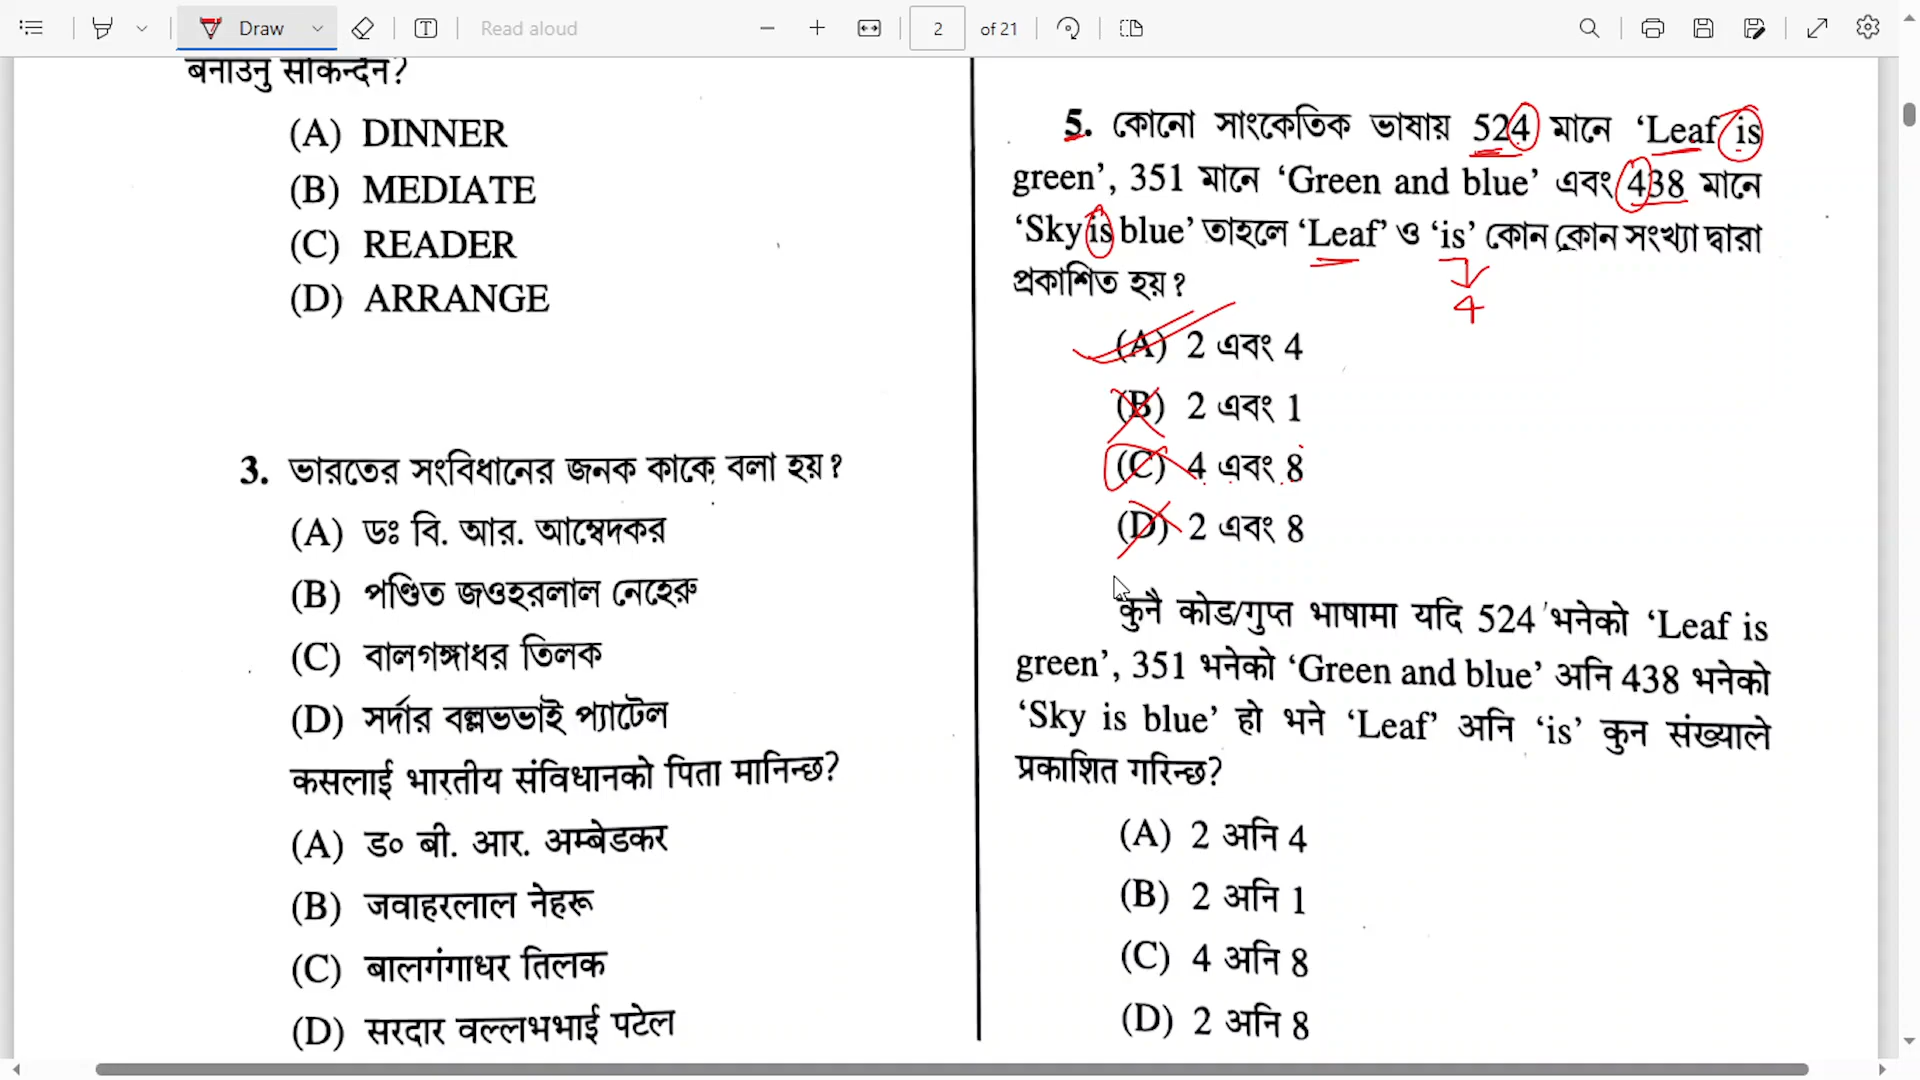 Draw
Read aloud
2
of 21
बनाउनु सकिन्दैन?
(A) DINNER
(B) MEDIATE
(C) READER
(D) ARRANGE
3. ভারতের সংবিধানের জনক কাকে বলা হয়?
(A) ডঃ বি. আর. আম্বেদকর
(B) পণ্ডিত জওহরলাল নেহেরু
(C) বালগঙ্গাধর তিলক
(D) সর্দার বল্লভভাই প্যাটেল
कसलाई भारतीय संविधानको पिता मानिन्छ?
(A) ड० बी. आर. अम्बेडकर
(B) जवाहरलाल नेहरू
(C) बालगंगाधर तिलक
(D) सरदार वल्लभभाई पटेल
5. কোনো সাংকেতিক ভাষায় 524 মানে ‘Leaf is
green’, 351 মানে ‘Green and blue’ এবং 438 মানে
‘Sky is blue’ তাহলে ‘Leaf’ ও ‘is’ কোন কোন সংখ্যা দ্বারা
প্রকাশিত হয়?
4
(A) 2 এবং 4
(B) 2 এবং 1
(C) 4 এবং 8
(D) 2 এবং 8
कुनै कोड/गुप्त भाषामा यदि 524 भनेको ‘Leaf is
green’, 351 भनेको ‘Green and blue’ अनि 438 भनेको
‘Sky is blue’ हो भने ‘Leaf’ अनि ‘is’ कुन संख्याले
प्रकाशित गरिन्छ?
(A) 2 अनि 4
(B) 2 अनि 1
(C) 4 अनि 8
(D) 2 अनि 8